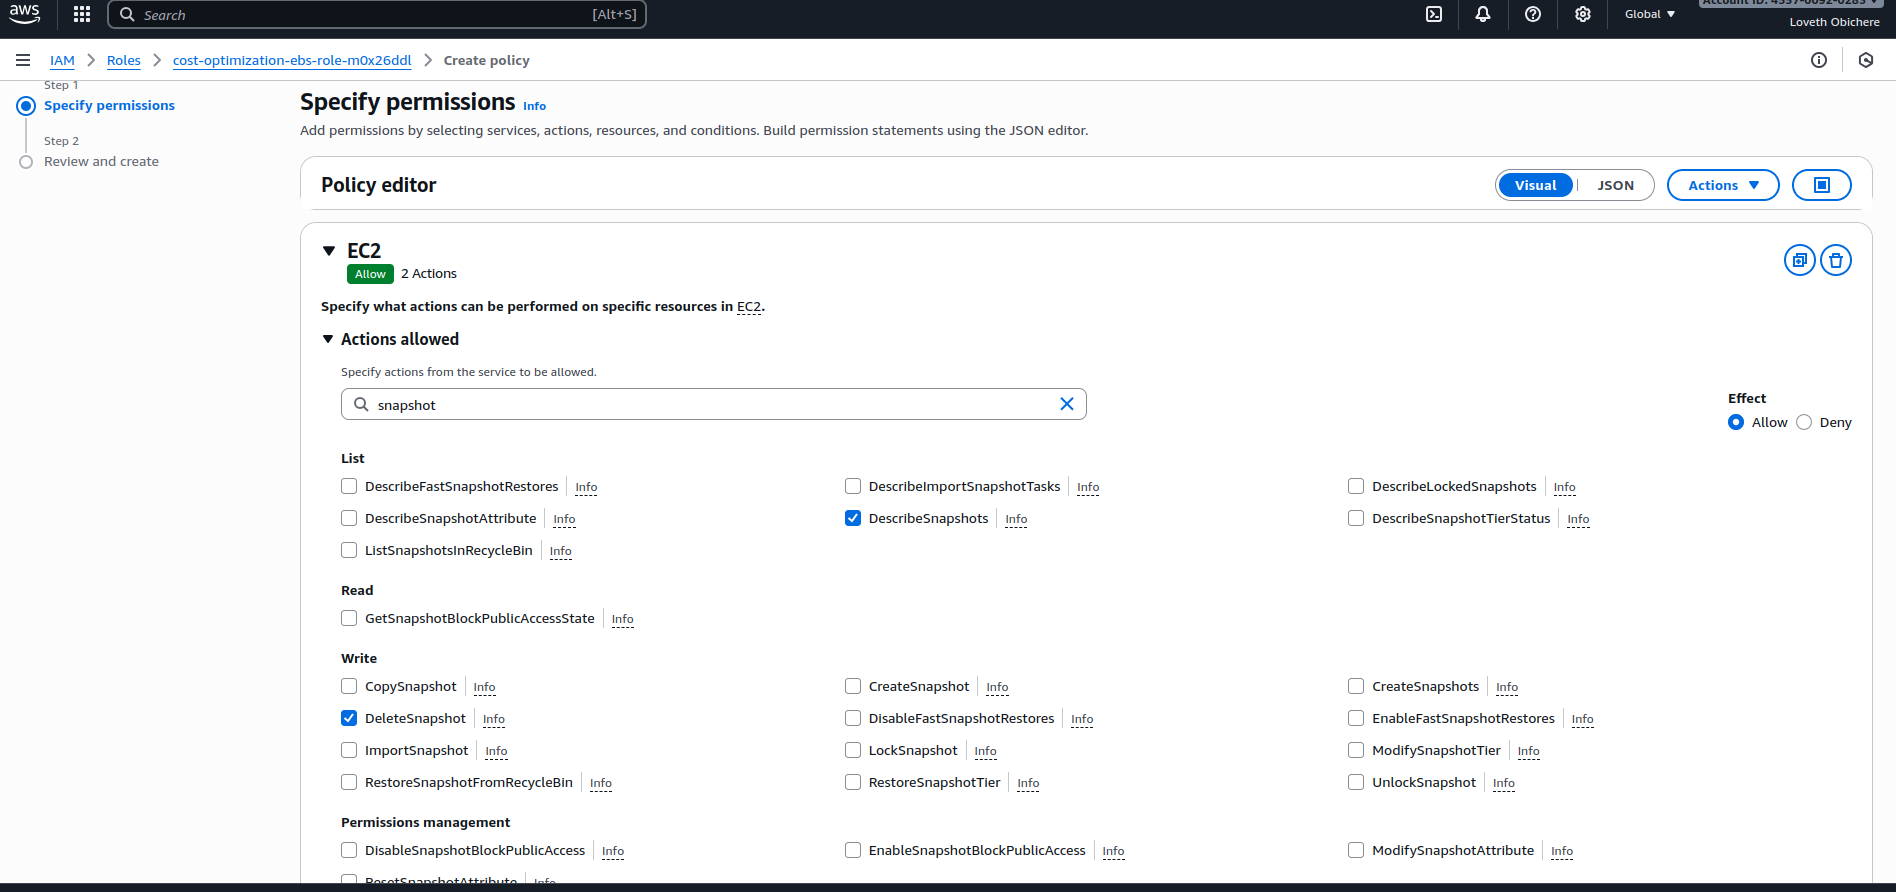 aws
Search
[Alt+S]
Global
Loveth Obichere
IAM
Roles
cost-optimization-ebs-role-m0x26ddl
Create policy
Step 1
Specify permissions
Step 2
Review and create
Specify permissions Info
Add permissions by selecting services, actions, resources, and conditions. Build permission statements using the JSON editor.
Policy editor
Visual
JSON
Actions
EC2
Allow 2 Actions
Specify what actions can be performed on specific resources in EC2.
Actions allowed
Specify actions from the service to be allowed.
snapshot
Effect
Allow Deny
List
DescribeFastSnapshotRestores Info
DescribeImportSnapshotTasks Info
DescribeLockedSnapshots Info
DescribeSnapshotAttribute Info
DescribeSnapshots Info
DescribeSnapshotTierStatus Info
ListSnapshotsInRecycleBin Info
Read
GetSnapshotBlockPublicAccessState Info
Write
CopySnapshot Info
CreateSnapshot Info
CreateSnapshots Info
DeleteSnapshot Info
DisableFastSnapshotRestores Info
EnableFastSnapshotRestores Info
ImportSnapshot Info
LockSnapshot Info
ModifySnapshotTier Info
RestoreSnapshotFromRecycleBin Info
RestoreSnapshotTier Info
UnlockSnapshot Info
Permissions management
DisableSnapshotBlockPublicAccess Info
EnableSnapshotBlockPublicAccess Info
ModifySnapshotAttribute Info
ResetSnapshotAttribute Info